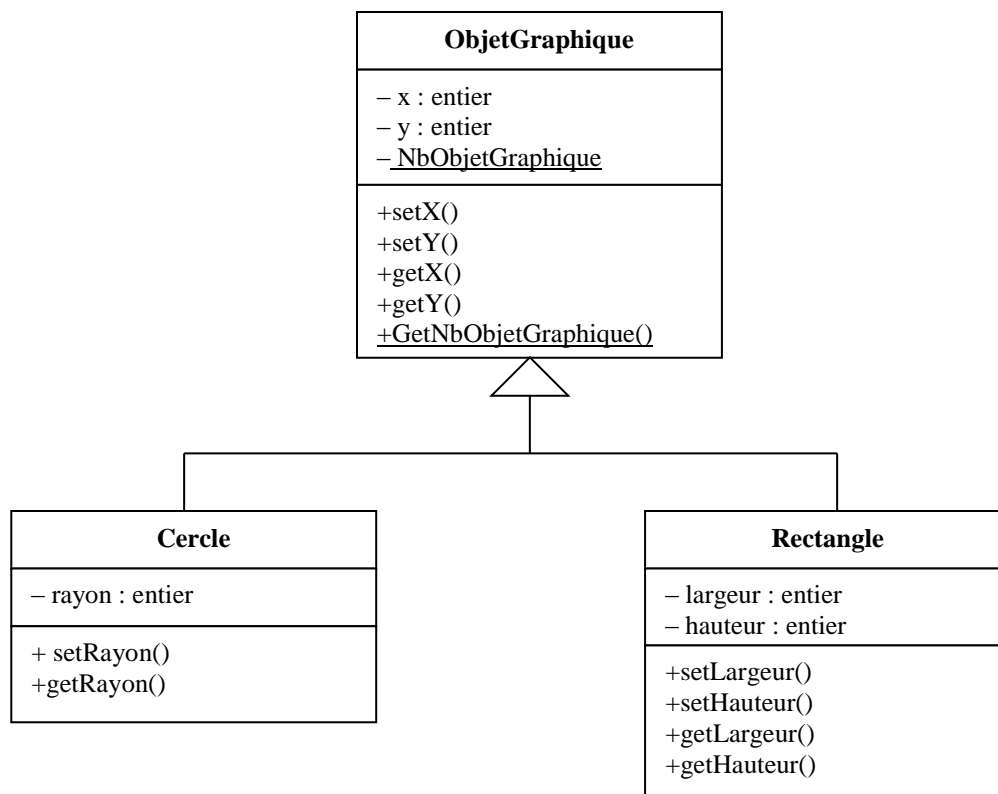 ObjetGraphique
– x : entier
– y : entier
– NbObjetGraphique
+setX()
+setY()
+getX()
+getY()
+GetNbObjetGraphique()
Cercle
– rayon : entier
+ setRayon()
+getRayon()
Rectangle
– largeur : entier
– hauteur : entier
+setLargeur()
+setHauteur()
+getLargeur()
+getHauteur()